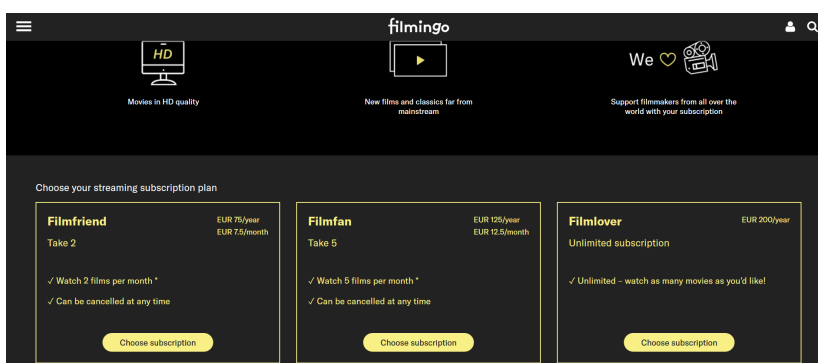 filmingo
HD
We
Movies in HD quality
New films and classics far from
mainstream
Support filmmakers from all over the
world with your subscription
Choose your streaming subscription plan
Filmfriend
EUR 75/year
EUR 7.5/month
Take 2
✓ Watch 2 films per month *
✓ Can be cancelled at any time
Choose subscription
Filmfan
EUR 125/year
EUR 12.5/month
Take 5
✓ Watch 5 films per month *
✓ Can be cancelled at any time
Choose subscription
Filmlover
EUR 200/year
Unlimited subscription
✓ Unlimited – watch as many movies as you'd like!
Choose subscription